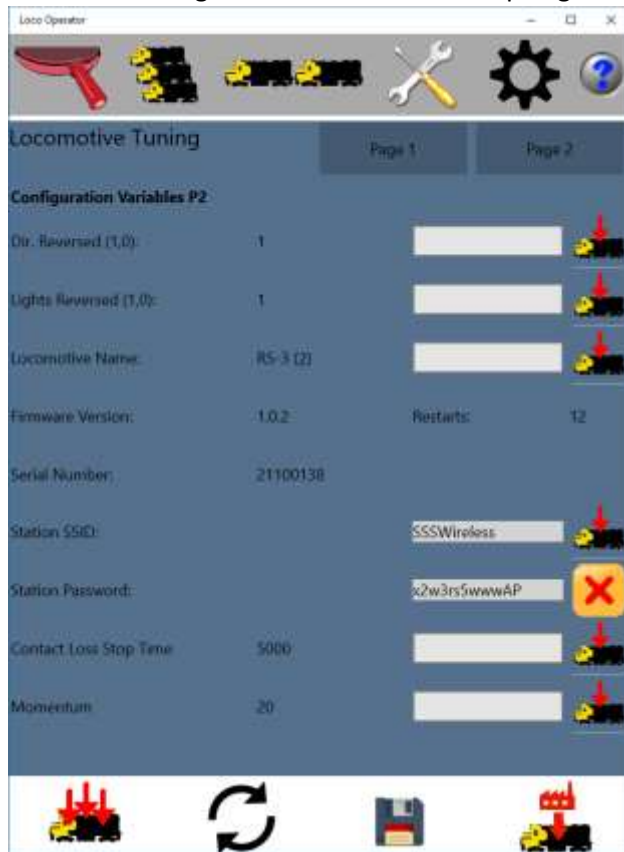 Loco Operator
Locomotive Tuning
Page 1
Page 2
Configuration Variables P2
Dir. Reversed (1,0): 1
Lights Reversed (1,0): 1
Locomotive Name: RS-3 (2)
Firmware Version: 1.0.2 Restarts: 12
Serial Number: 21100138
Station SSID: SSSWireless
Station Password: x2w3rs5wwwAP
Contact Loss Stop Time 5000
Momentum 20